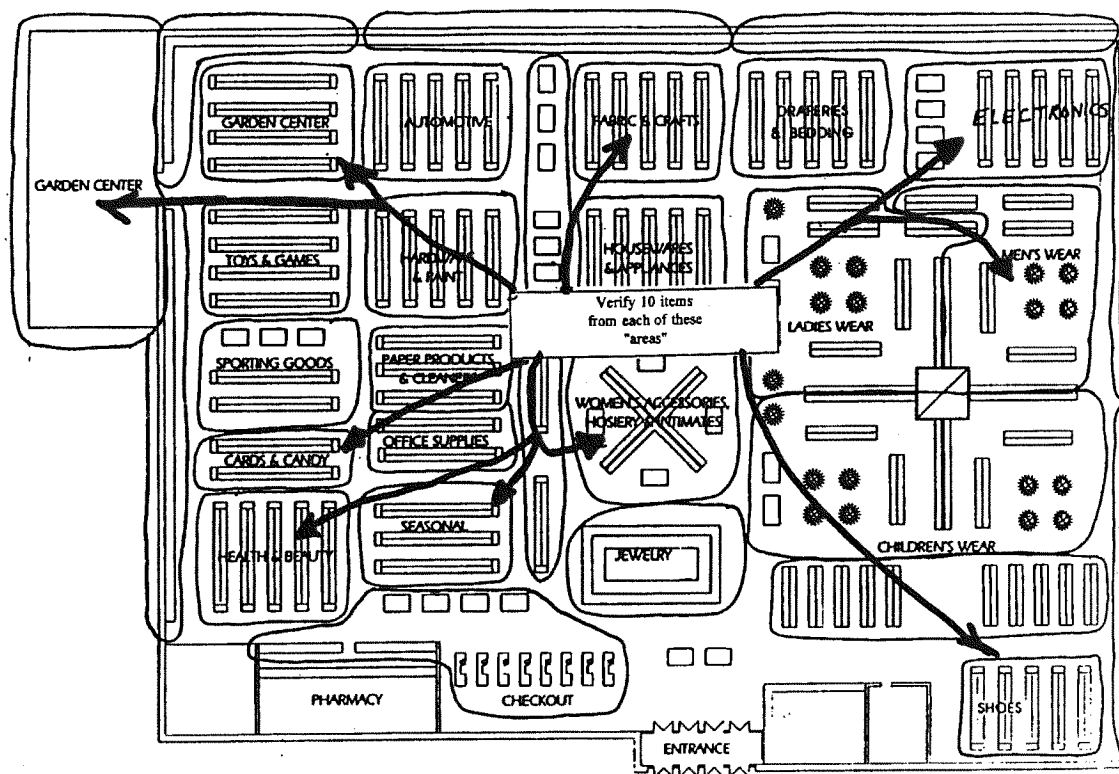 GARDEN CENTER
AUTOMOTIVE
FABRIC & CRAFTS
DRAPERIES
& BEDDING
ELECTRONICS
GARDEN CENTER
TOYS & GAMES
HARDWARE
& PAINT
HOUSEWARES
& APPLIANCES
MEN'S WEAR
Verify 10 items
from each of these
"areas"
LADIES WEAR
SPORTING GOODS
PAPER PRODUCTS
& CLEANERS
WOMEN'S ACCESSORIES,
HOSIERY & INTIMATES
OFFICE SUPPLIES
CARDS & CANDY
SEASONAL
HEALTH & BEAUTY
JEWELRY
CHILDREN'S WEAR
PHARMACY
CHECKOUT
SHOES
ENTRANCE